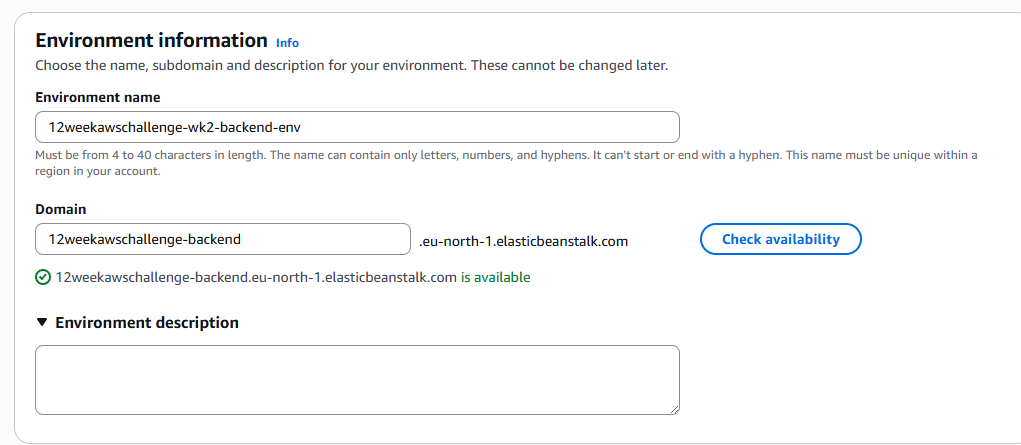 Environment information Info
Choose the name, subdomain and description for your environment. These cannot be changed later.
Environment name
12weekawschallenge-wk2-backend-env
Must be from 4 to 40 characters in length. The name can contain only letters, numbers, and hyphens. It can't start or end with a hyphen. This name must be unique within a
region in your account.
Domain
12weekawschallenge-backend .eu-north-1.elasticbeanstalk.com Check availability
12weekawschallenge-backend.eu-north-1.elasticbeanstalk.com is available
Environment description